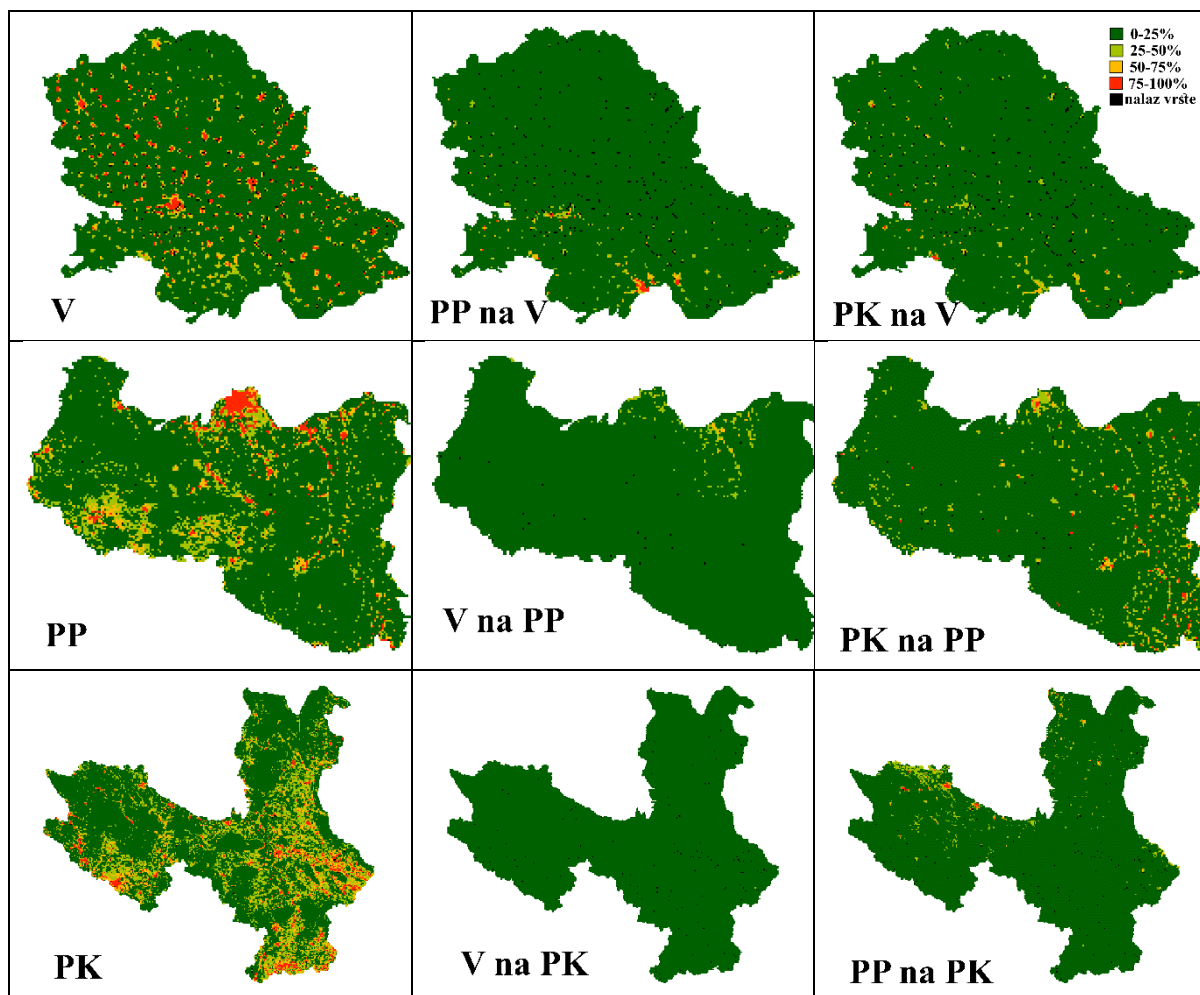 0-25%
25-50%
50-75%
75-100%
nalaz vrste
V
PP na V
PK na V
PP
V na PP
PK na PP
PK
V na PK
PP na PK